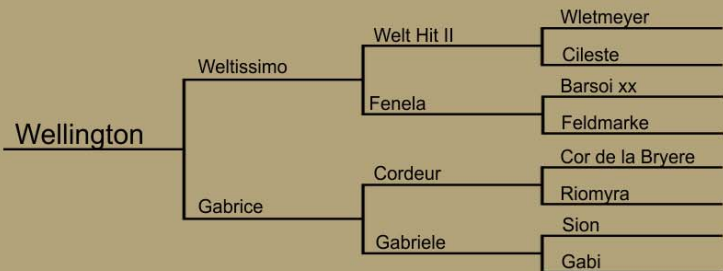 Wellington
Weltissimo
Gabrice
Welt Hit II
Fenela
Cordeur
Gabriele
Wletmeyer
Cileste
Barsoi xx
Feldmarke
Cor de la Bryere
Riomyra
Sion
Gabi